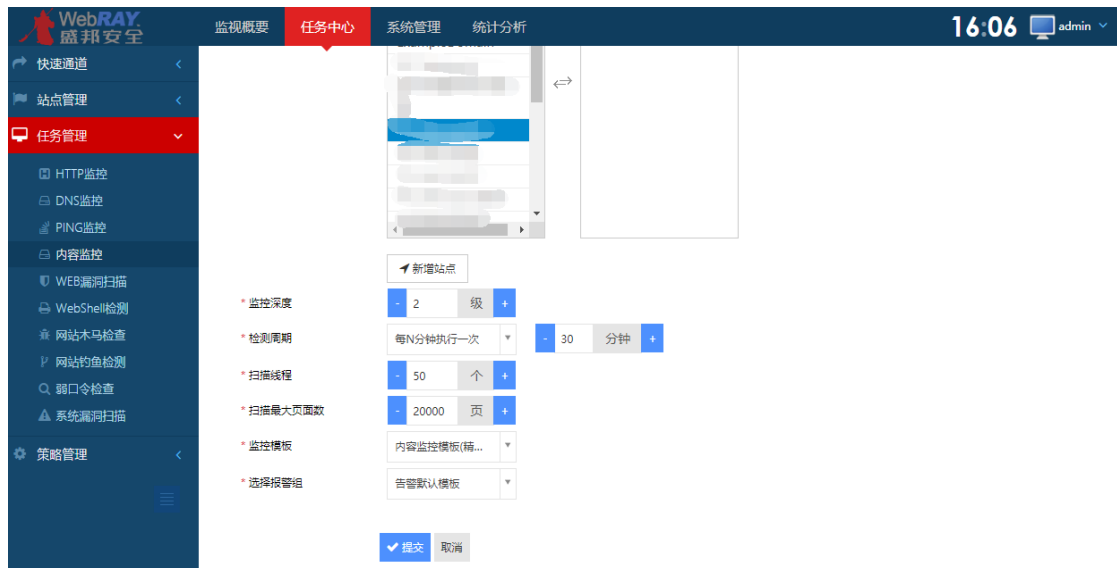 WebRAY.
盛邦安全
监视概要 任务中心 系统管理 统计分析
16:06 admin
快速通道
站点管理
任务管理
HTTP监控
DNS监控
PING监控
内容监控
WEB漏洞扫描
WebShell检测
网站木马检查
网站钓鱼检测
弱口令检查
系统漏洞扫描
策略管理
新增站点
* 监控深度 - 2 级 +
* 检测周期 每N分钟执行一次 - 30 分钟 +
* 扫描线程 - 50 个 +
* 扫描最大页面数 - 20000 页 +
* 监控模板 内容监控模板(精...
* 选择报警组 告警默认模板
提交 取消